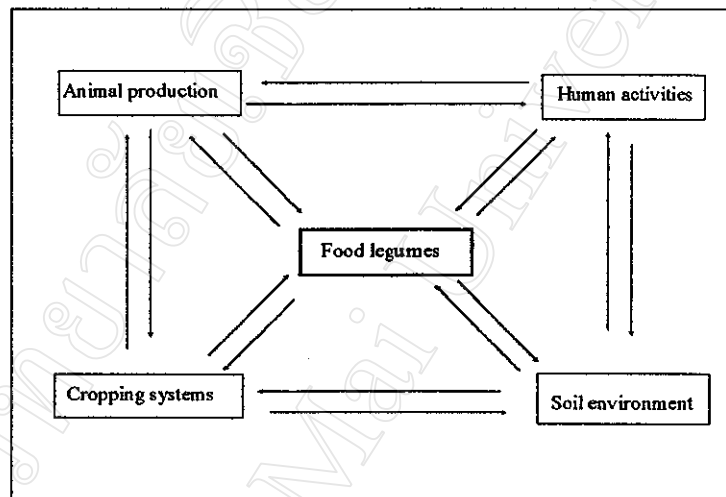 Animal production
Human activities
Food legumes
Cropping systems
Soil environment